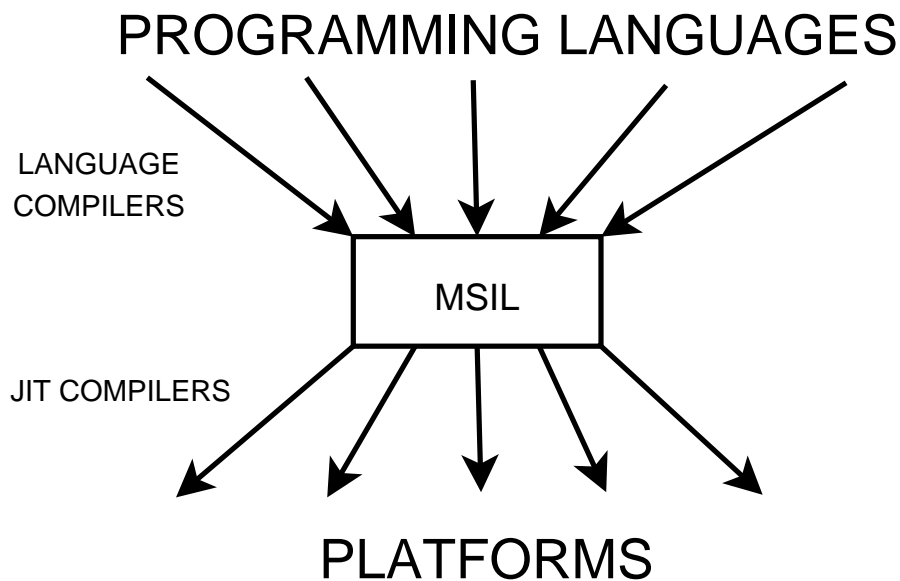 PROGRAMMING LANGUAGES
LANGUAGE
COMPILERS
MSIL
JIT COMPILERS
PLATFORMS